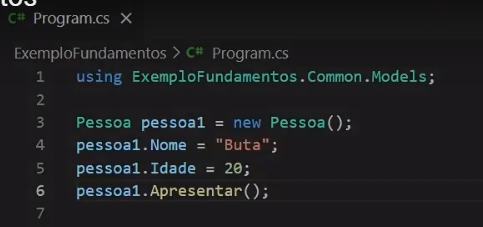 C# Program.cs X
ExemploFundamentos > C# Program.cs
1 using ExemploFundamentos.Common.Models;
2
3 Pessoa pessoa1 = new Pessoa();
4 pessoa1.Nome = "Buta";
5 pessoa1.Idade = 20;
6 pessoa1.Apresentar();
7